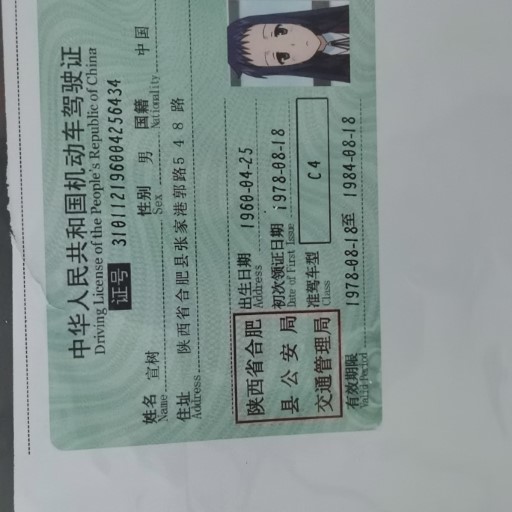 中华人民共和国机动车驾驶证
Driving License of the People's Republic of China
证号 310112196004256434
姓名 宣树 性别 男 国籍 中国
Name Sex Nationality
住址 陕西省合肥县张家港郭路548路
Address
出生日期 1960-04-25
Address
初次领证日期 1978-08-18
Date of First Issue
准驾车型 C4
Class
陕西省合肥
县公安局
交通管理局
有效期限 1978-08-18至 1984-08-18
Valid Period